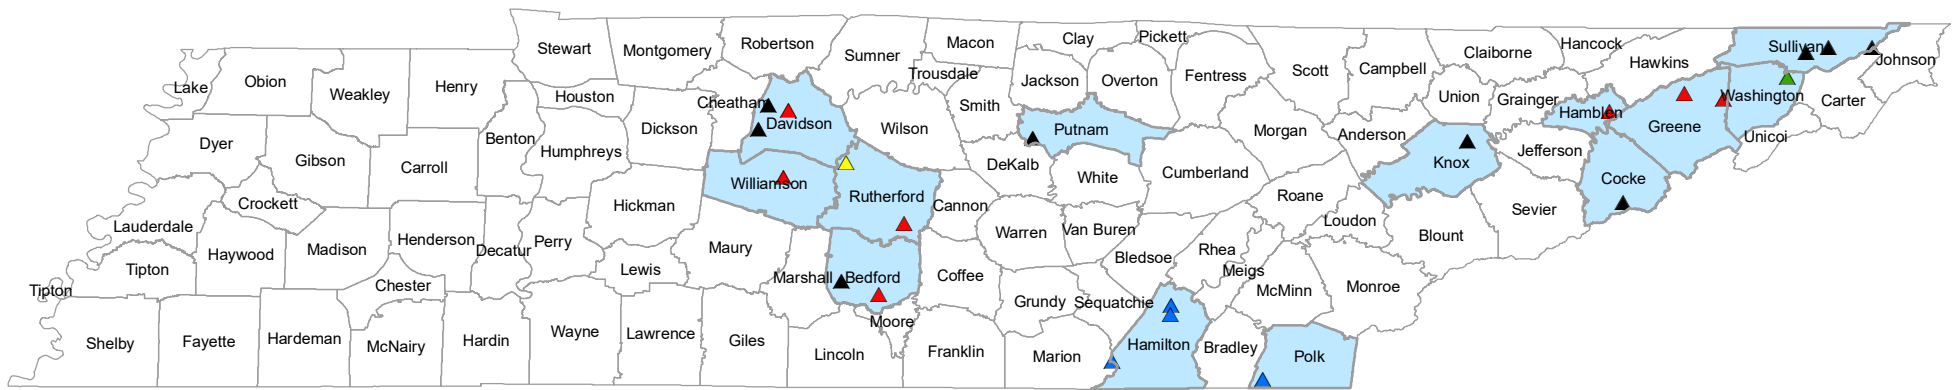 Lake
Obion
Weakley
Henry
Stewart
Montgomery
Robertson
Sumner
Macon
Trousdale
Clay
Pickett
Jackson
Overton
Fentress
Scott
Campbell
Claiborne
Hancock
Hawkins
Sullivan
Johnson
Houston
Cheatham
Dickson
Davidson
Wilson
Smith
Putnam
Morgan
Anderson
Union
Grainger
Hamblen
Greene
Washington
Carter
Unicoi
Dyer
Gibson
Carroll
Benton
Humphreys
Williamson
Rutherford
Cannon
DeKalb
White
Cumberland
Roane
Knox
Jefferson
Cocke
Sevier
Lauderdale
Crockett
Haywood
Madison
Henderson
Decatur
Perry
Hickman
Lewis
Maury
Marshall
Bedford
Coffee
Warren
Van Buren
Bledsoe
Rhea
Meigs
Loudon
Blount
Monroe
McMinn
Tipton
Tipton
Chester
Moore
Grundy
Sequatchie
Shelby
Fayette
Hardeman
McNairy
Hardin
Wayne
Lawrence
Giles
Lincoln
Franklin
Marion
Hamilton
Bradley
Polk